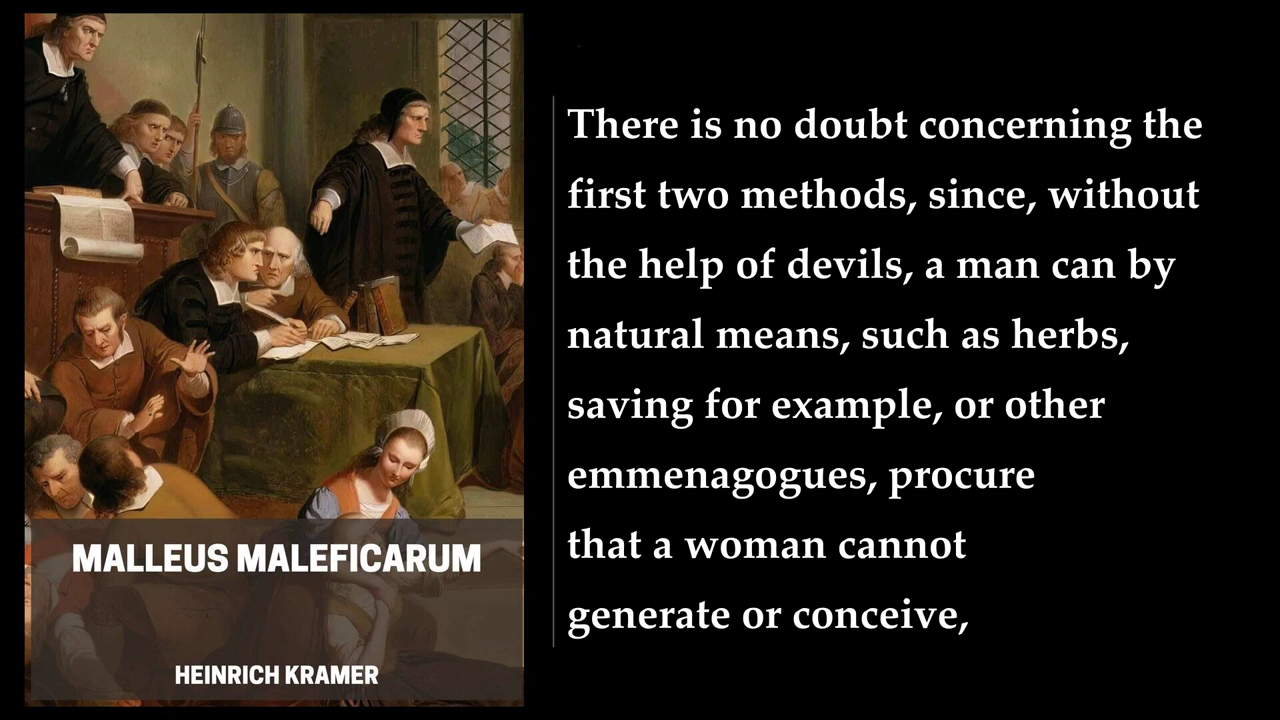 MALLEUS MALEFICARUM
HEINRICH KRAMER
There is no doubt concerning the
first two methods, since, without
the help of devils, a man can by
natural means, such as herbs,
saving for example, or other
emmenagogues, procure
that a woman cannot
generate or conceive,